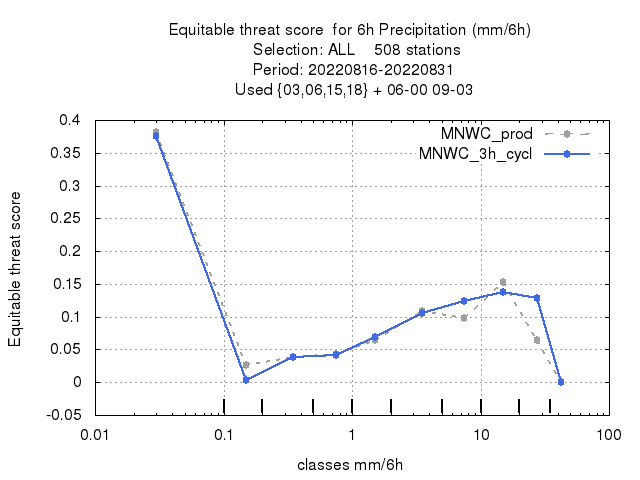 Equitable threat score  for 6h Precipitation (mm/6h)
Selection: ALL    508 stations
Period: 20220816-20220831
Used {03,06,15,18} + 06-00 09-03
MNWC_prod
MNWC_3h_cycl
Equitable threat score
0.4
0.35
0.3
0.25
0.2
0.15
0.1
0.05
0
-0.05
0.01 0.1 1 10 100
classes mm/6h